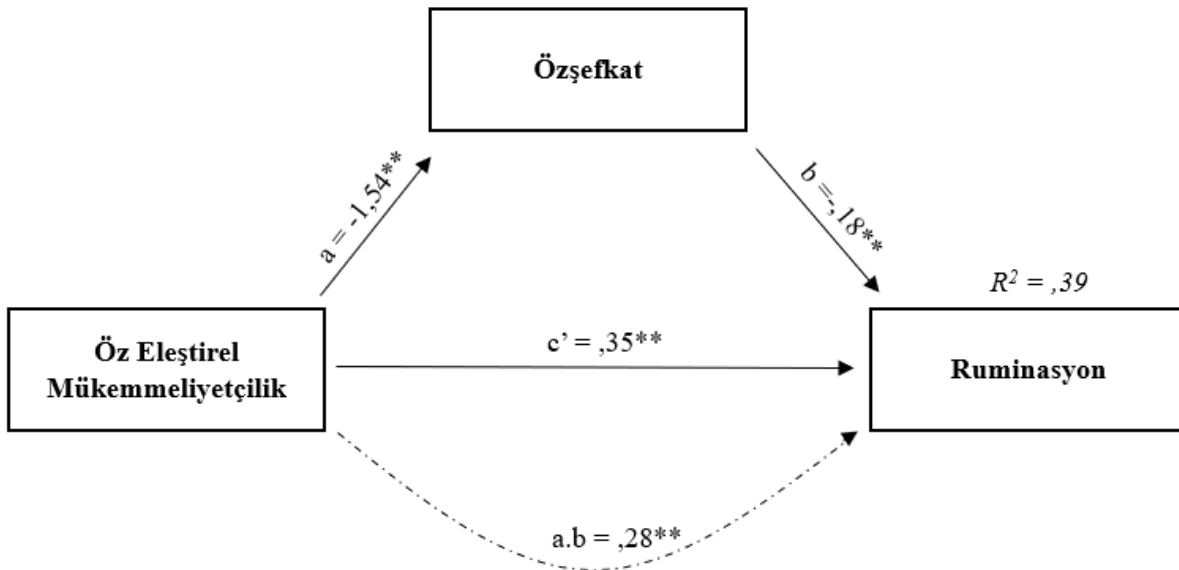 Özşefkat
a = -1,54**
b =-,18**
R² = ,39
Öz Eleştirel
Mükemmeliyetçilik
c’ = ,35**
Ruminasyon
a.b = ,28**